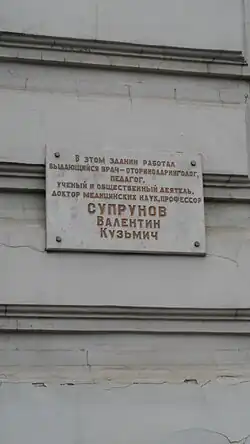 В ЭТОМ ЗДАНИИ РАБОТАЛ
ВЫДАЮЩИЙСЯ ВРАЧ-ОТОРИНОЛАРИНГОЛОГ,
ПЕДАГОГ,
УЧЕНЫЙ И ОБЩЕСТВЕННЫЙ ДЕЯТЕЛЬ,
ДОКТОР МЕДИЦИНСКИХ НАУК, ПРОФЕССОР
СУПРУНОВ
ВАЛЕНТИН
КУЗЬМИЧ